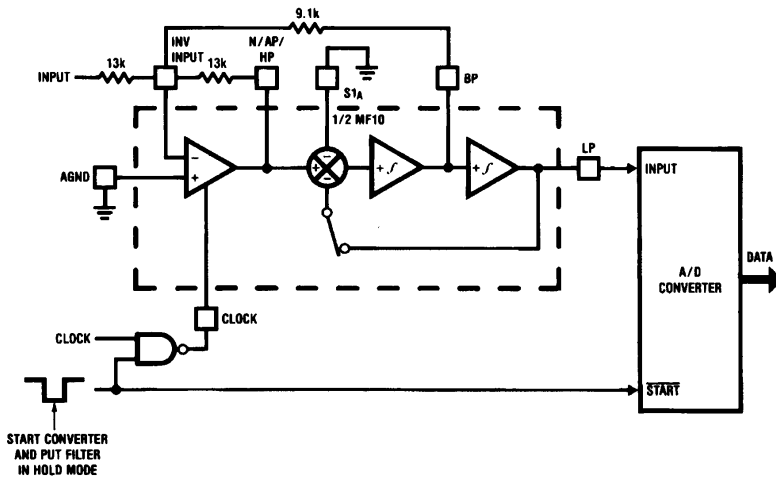 9.1k
INV
INPUT
N/AP/
HP
INPUT
13k
13k
S1A
BP
1/2 MF10
AGND
−
+
+
−
−
+ ∫
+ ∫
LP
INPUT
A/D
CONVERTER
DATA
START
CLOCK
CLOCK
START CONVERTER
AND PUT FILTER
IN HOLD MODE